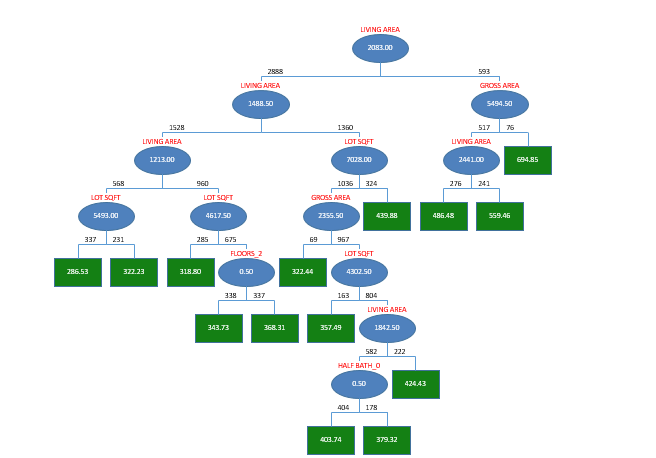 LIVING AREA
2083.00
2888 593
LIVING AREA GROSS AREA
1488.50 5494.50
1528 1360 517 76
LIVING AREA LOT SQFT LIVING AREA
1213.00 7028.00 2441.00 694.85
568 960 1036 324 276 241
LOT SQFT LOT SQFT GROSS AREA
5493.00 4617.50 2355.50 439.88 486.48 559.46
337 231 285 675 69 967
FLOORS_2 LOT SQFT
286.53 322.23 318.80 0.50 322.44 4302.50
338 337 163 804
LIVING AREA
343.73 368.31 357.49 1842.50
582 222
HALF BATH_0
0.50 424.43
404 178
403.74 379.32